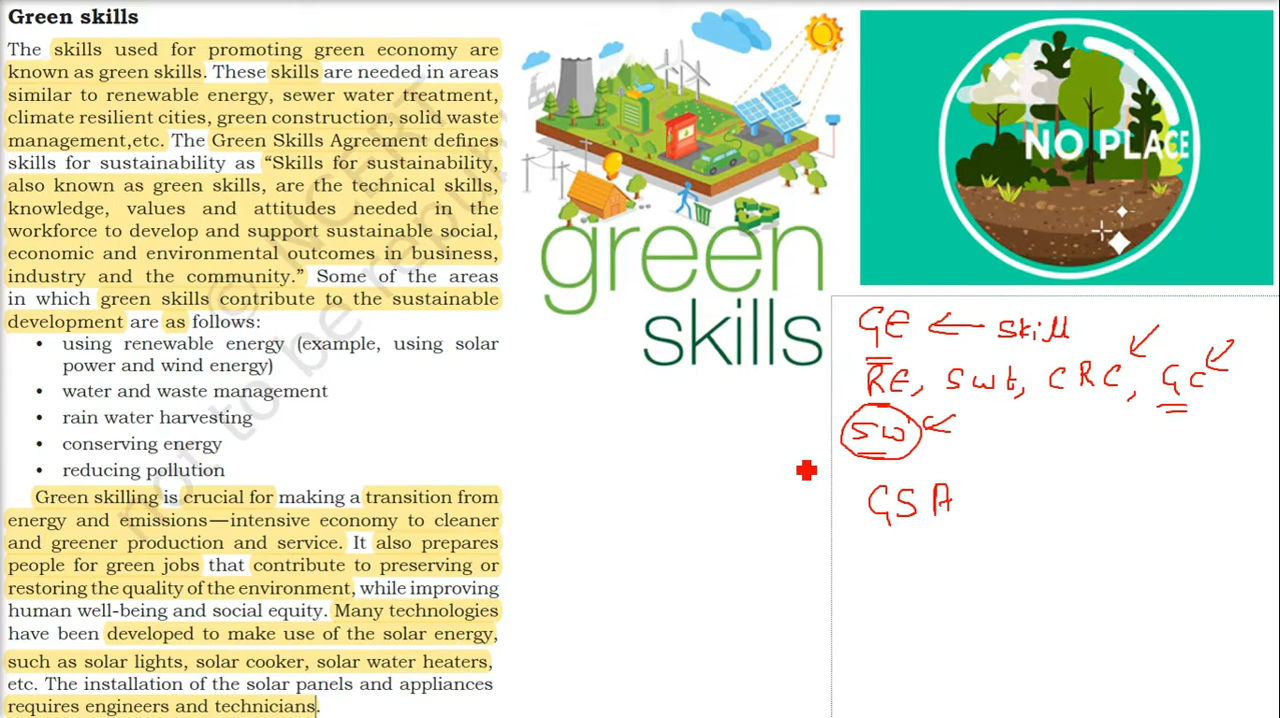 Green skills
The skills used for promoting green economy are
known as green skills. These skills are needed in areas
similar to renewable energy, sewer water treatment,
climate resilient cities, green construction, solid waste
management,etc. The Green Skills Agreement defines
skills for sustainability as “Skills for sustainability,
also known as green skills, are the technical skills,
knowledge, values and attitudes needed in the
workforce to develop and support sustainable social,
economic and environmental outcomes in business,
industry and the community.” Some of the areas
in which green skills contribute to the sustainable
development are as follows:
• using renewable energy (example, using solar
power and wind energy)
• water and waste management
• rain water harvesting
• conserving energy
• reducing pollution
Green skilling is crucial for making a transition from
energy and emissions—intensive economy to cleaner
and greener production and service. It also prepares
people for green jobs that contribute to preserving or
restoring the quality of the environment, while improving
human well-being and social equity. Many technologies
have been developed to make use of the solar energy,
such as solar lights, solar cooker, solar water heaters,
etc. The installation of the solar panels and appliances
requires engineers and technicians.
© NCERT
not to be republ
green
skills
NO PLACE
GE ← skill
RE, swt, CRC, GC
SW
GSA